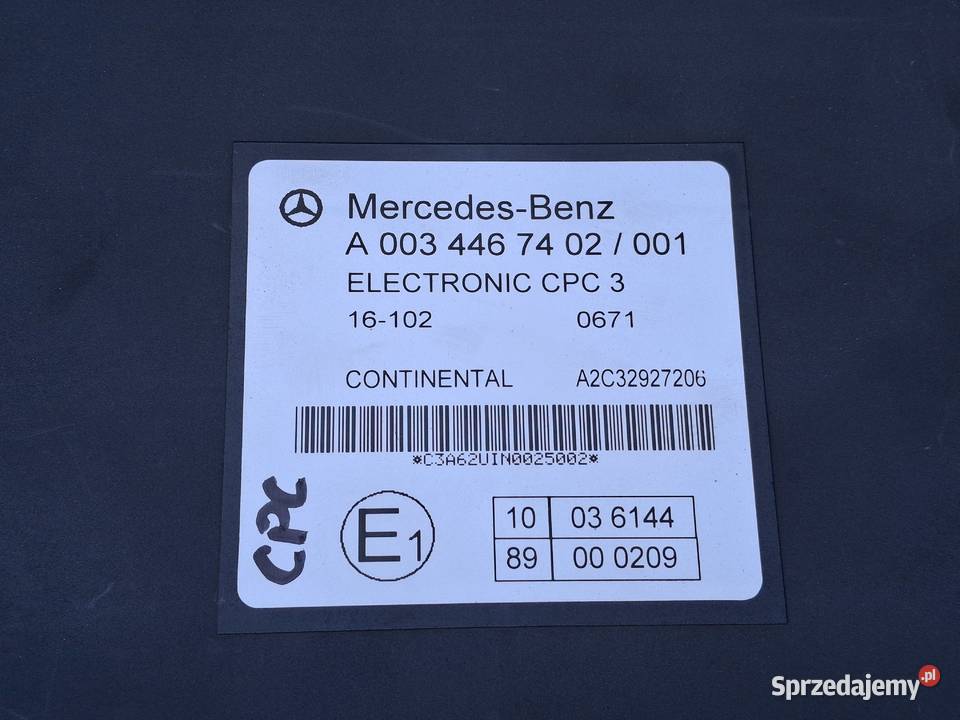 Mercedes-Benz
A 003 446 74 02 / 001
ELECTRONIC CPC 3
16-102 0671
CONTINENTAL A2C32927206
*C3A62UIN0025002*
CPC
E1
10 03 6144
89 00 0209
Sprzedajemy.pl